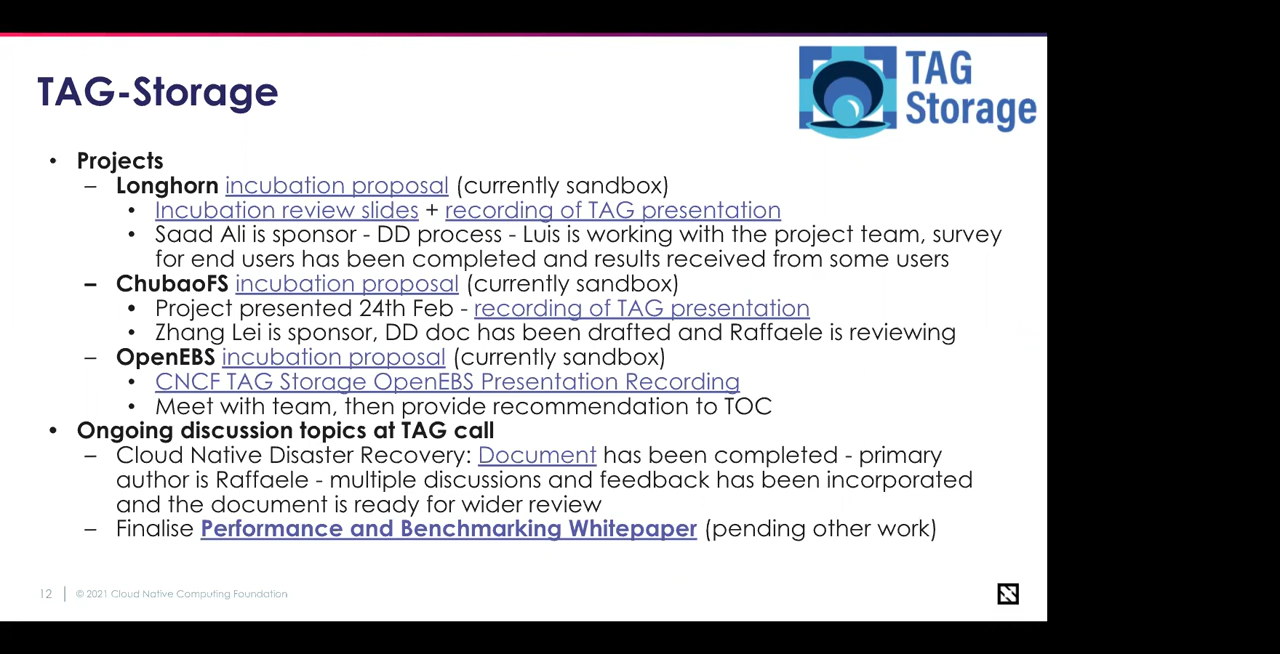 TAG-Storage
TAG
Storage
• Projects
– Longhorn incubation proposal (currently sandbox)
• Incubation review slides + recording of TAG presentation
• Saad Ali is sponsor - DD process - Luis is working with the project team, survey
for end users has been completed and results received from some users
– ChubaoFS incubation proposal (currently sandbox)
• Project presented 24th Feb - recording of TAG presentation
• Zhang Lei is sponsor, DD doc has been drafted and Raffaele is reviewing
– OpenEBS incubation proposal (currently sandbox)
• CNCF TAG Storage OpenEBS Presentation Recording
• Meet with team, then provide recommendation to TOC
• Ongoing discussion topics at TAG call
– Cloud Native Disaster Recovery: Document has been completed - primary
author is Raffaele - multiple discussions and feedback has been incorporated
and the document is ready for wider review
– Finalise Performance and Benchmarking Whitepaper (pending other work)
12 | © 2021 Cloud Native Computing Foundation